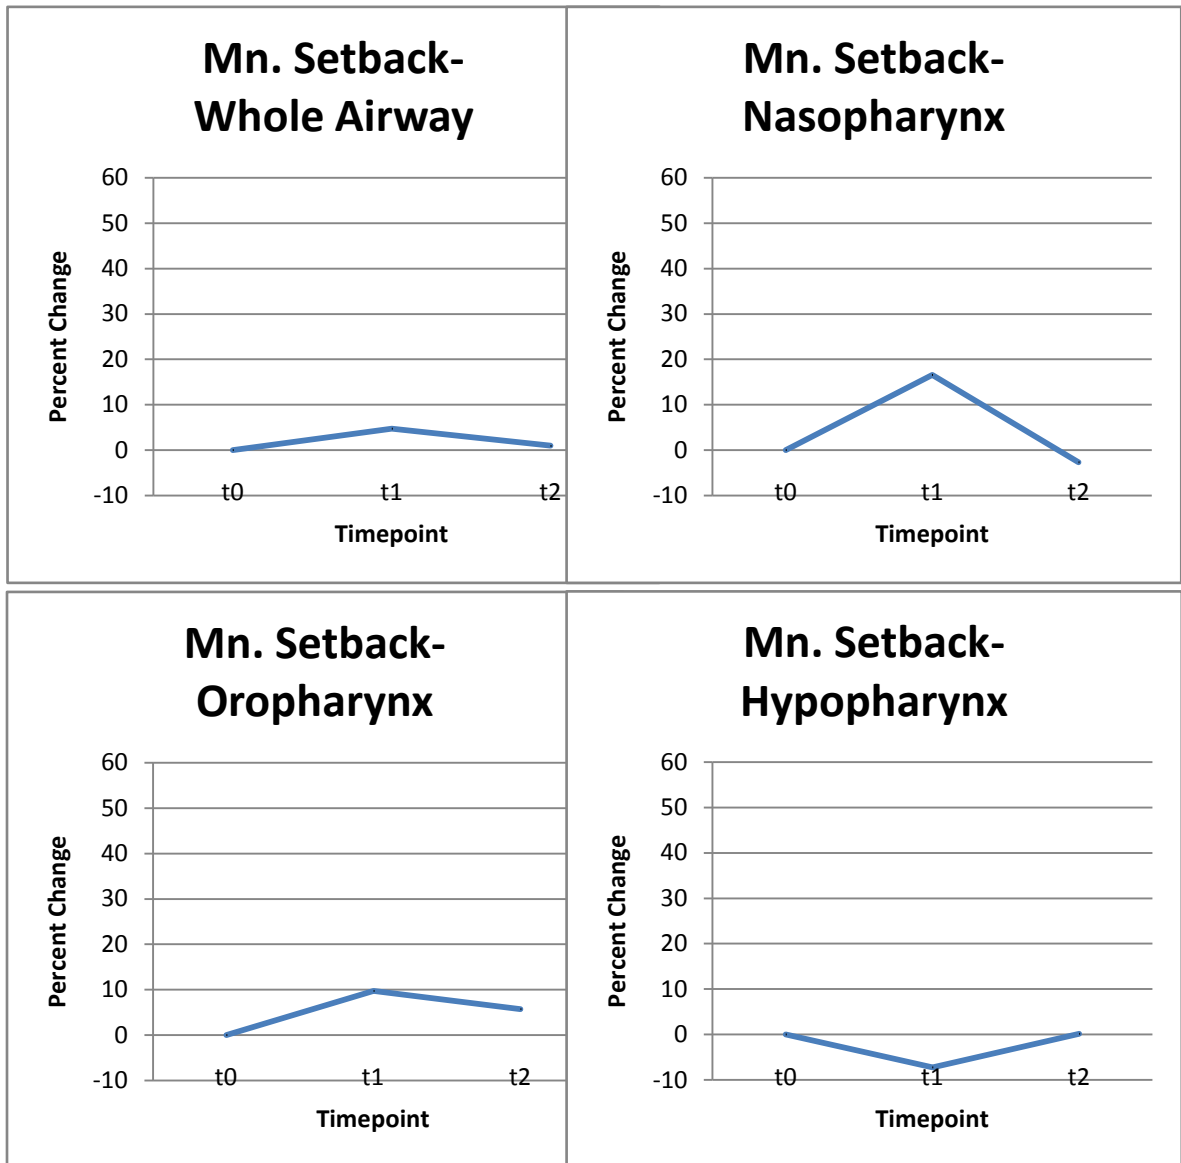 Mn. Setback-
Whole Airway
60
50
40
30
20
10
0
-10
Percent Change
t0
t1
t2
Timepoint
Mn. Setback-
Nasopharynx
60
50
40
30
20
10
0
-10
Percent Change
t0
t1
t2
Timepoint
Mn. Setback-
Oropharynx
60
50
40
30
20
10
0
-10
Percent Change
t0
t1
t2
Timepoint
Mn. Setback-
Hypopharynx
60
50
40
30
20
10
0
-10
Percent Change
t0
t1
t2
Timepoint